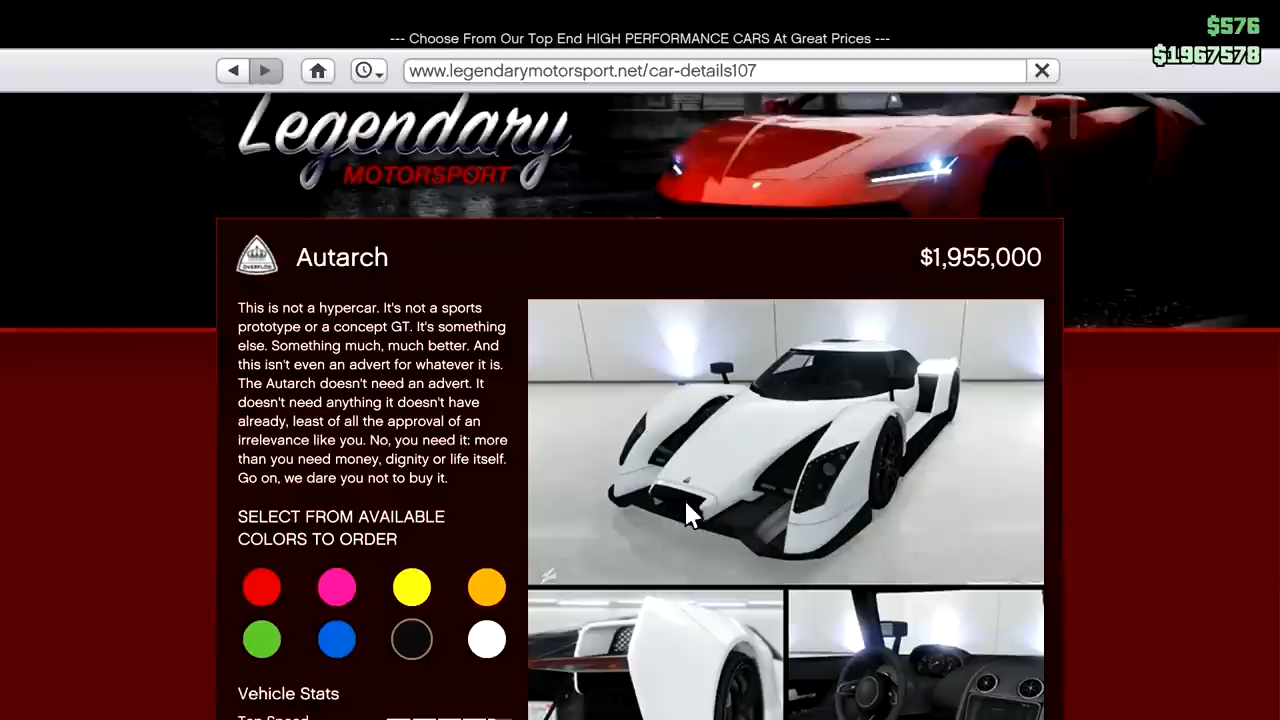 $576
--- Choose From Our Top End HIGH PERFORMANCE CARS At Great Prices ---
$1967578
www.legendarymotorsport.net/car-details107
Legendary
MOTORSPORT
OVERFLOD
Autarch
$1,955,000
This is not a hypercar. It's not a sports
prototype or a concept GT. It's something
else. Something much, much better. And
this isn't even an advert for whatever it is.
The Autarch doesn't need an advert. It
doesn't need anything it doesn't have
already, least of all the approval of an
irrelevance like you. No, you need it: more
than you need money, dignity or life itself.
Go on, we dare you not to buy it.
SELECT FROM AVAILABLE
COLORS TO ORDER
Vehicle Stats
Top Speed